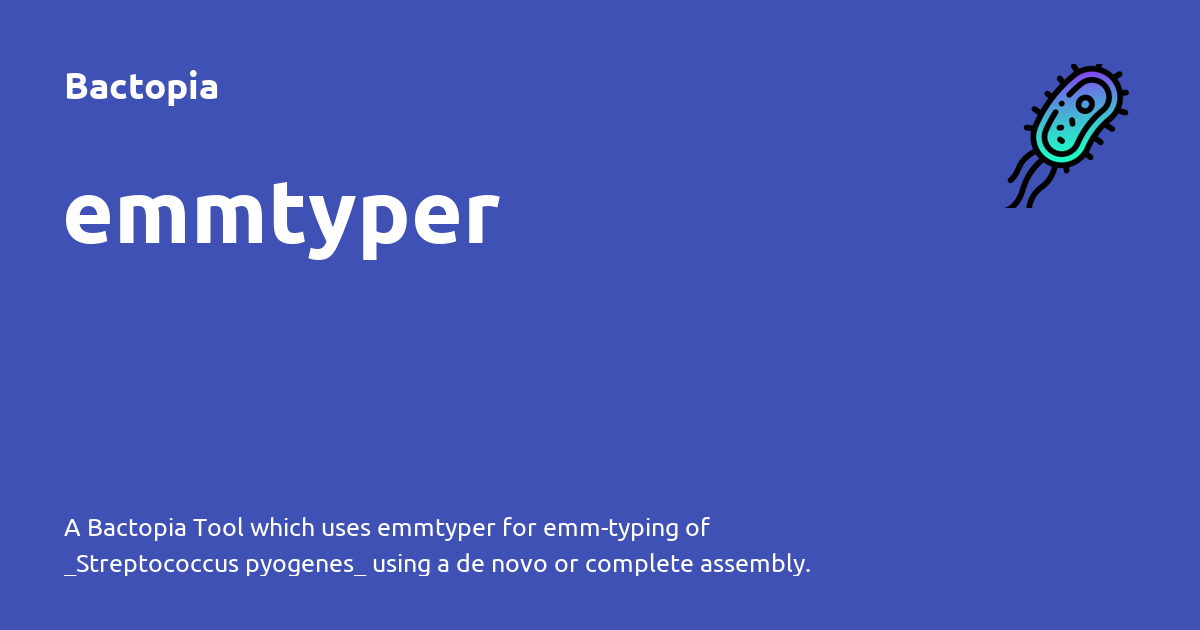 Bactopia
emmtyper
A Bactopia Tool which uses emmtyper for emm-typing of
_Streptococcus pyogenes_ using a de novo or complete assembly.